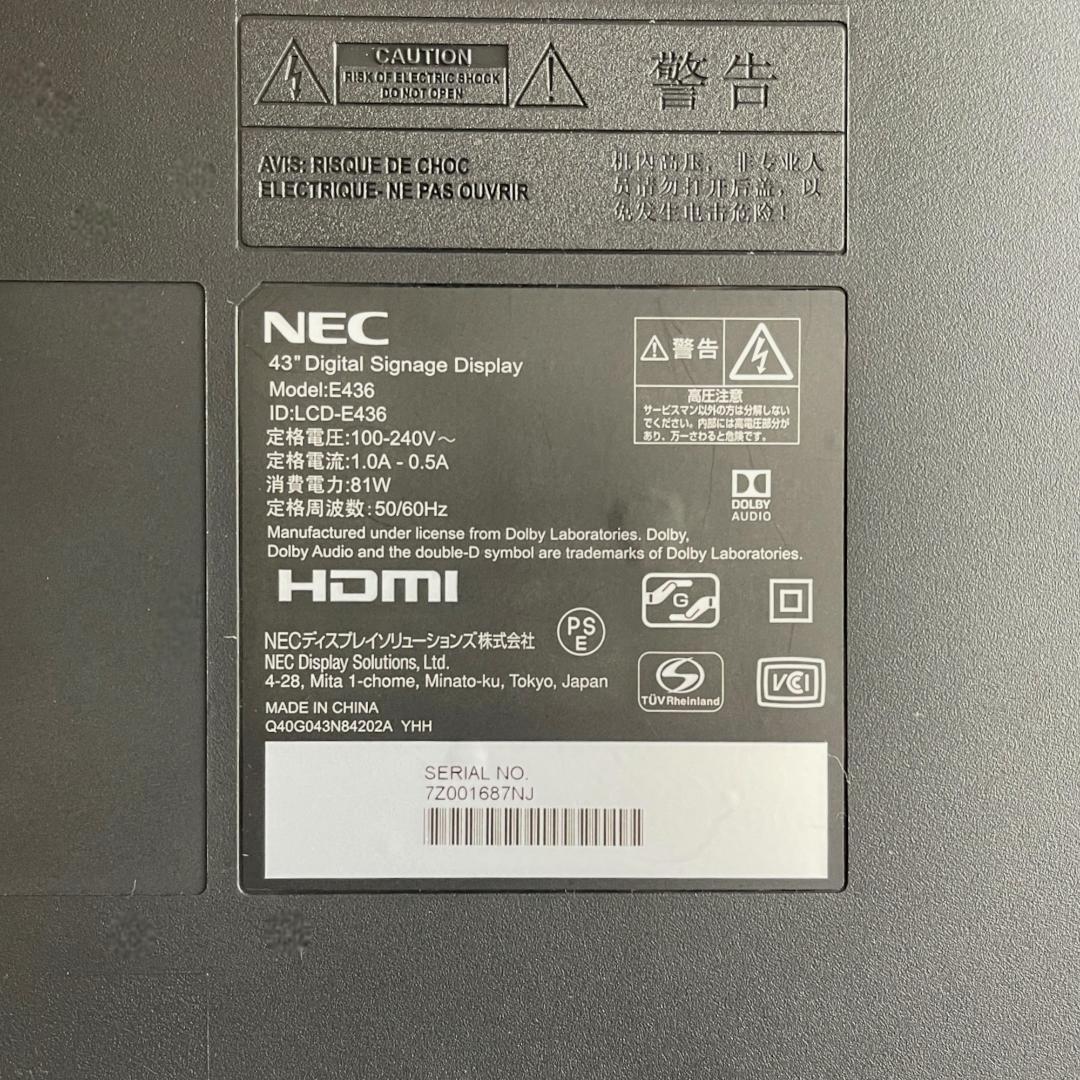 CAUTION
RISK OF ELECTRIC SHOCK
DO NOT OPEN
警告
AVIS: RISQUE DE CHOC
ELECTRIQUE- NE PAS OUVRIR
机内高压，非专业人
员请勿打开后盖，以
免发生电击危险！
NEC
43" Digital Signage Display
Model:E436
ID:LCD-E436
定格電圧:100-240V～
定格電流:1.0A - 0.5A
消費電力:81W
定格周波数:50/60Hz
警告
高圧注意
サービスマン以外の方は分解しない
でください。内部には高電圧部分が
あり、万一さわると危険です。
DOLBY
AUDIO
Manufactured under license from Dolby Laboratories. Dolby,
Dolby Audio and the double-D symbol are trademarks of Dolby Laboratories.
HDMI
G
PS
E
NECディスプレイソリューションズ株式会社
NEC Display Solutions, Ltd.
4-28, Mita 1-chome, Minato-ku, Tokyo, Japan
TÜVRheinland
VCCI
MADE IN CHINA
Q40G043N84202A YHH
SERIAL NO.
7Z001687NJ